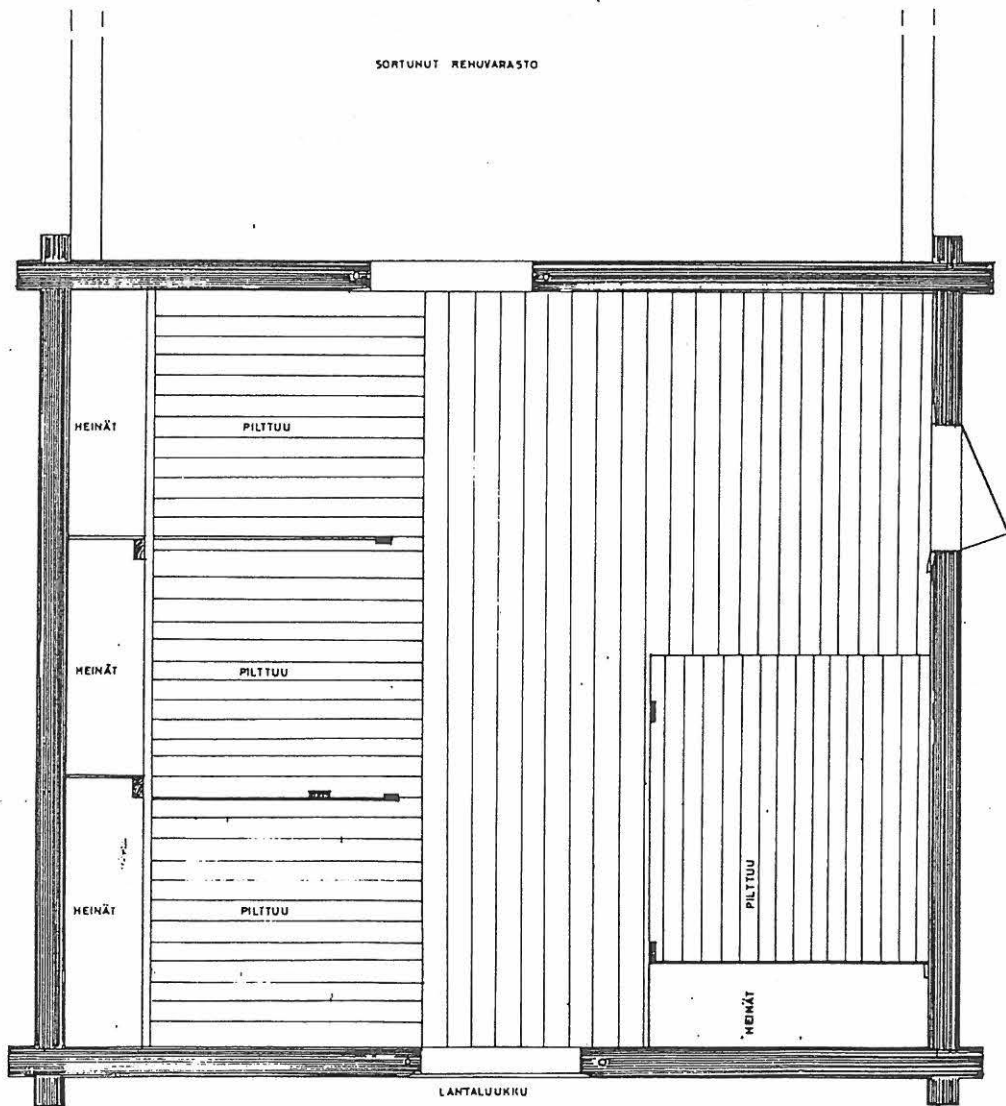 SORTUNUT REHUVARASTO
HEINÄT
PILTTUU
HEINÄT
PILTTUU
HEINÄT
PILTTUU
PILTTUU
HEINÄT
LANTALUUKKU